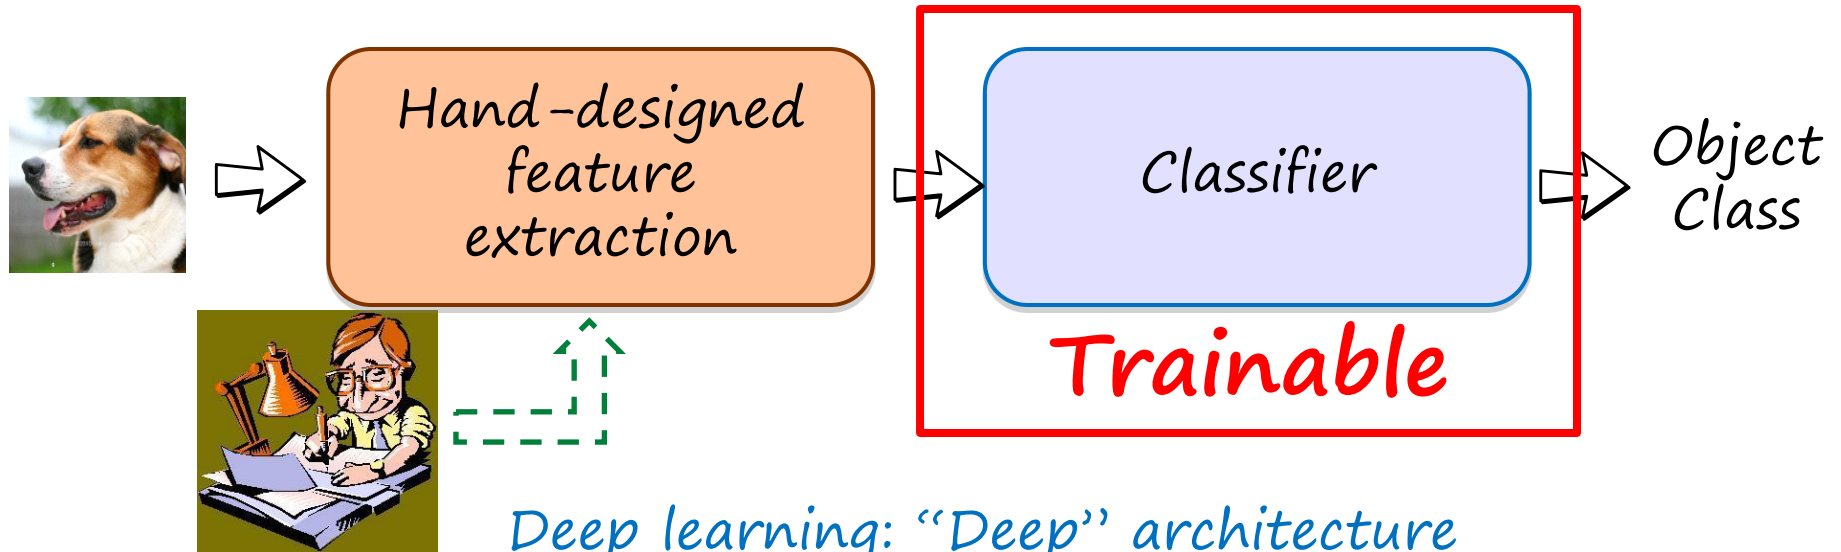 Hand-designed
feature
extraction
Classifier
Object
Class
Trainable
Deep learning: “Deep” architecture